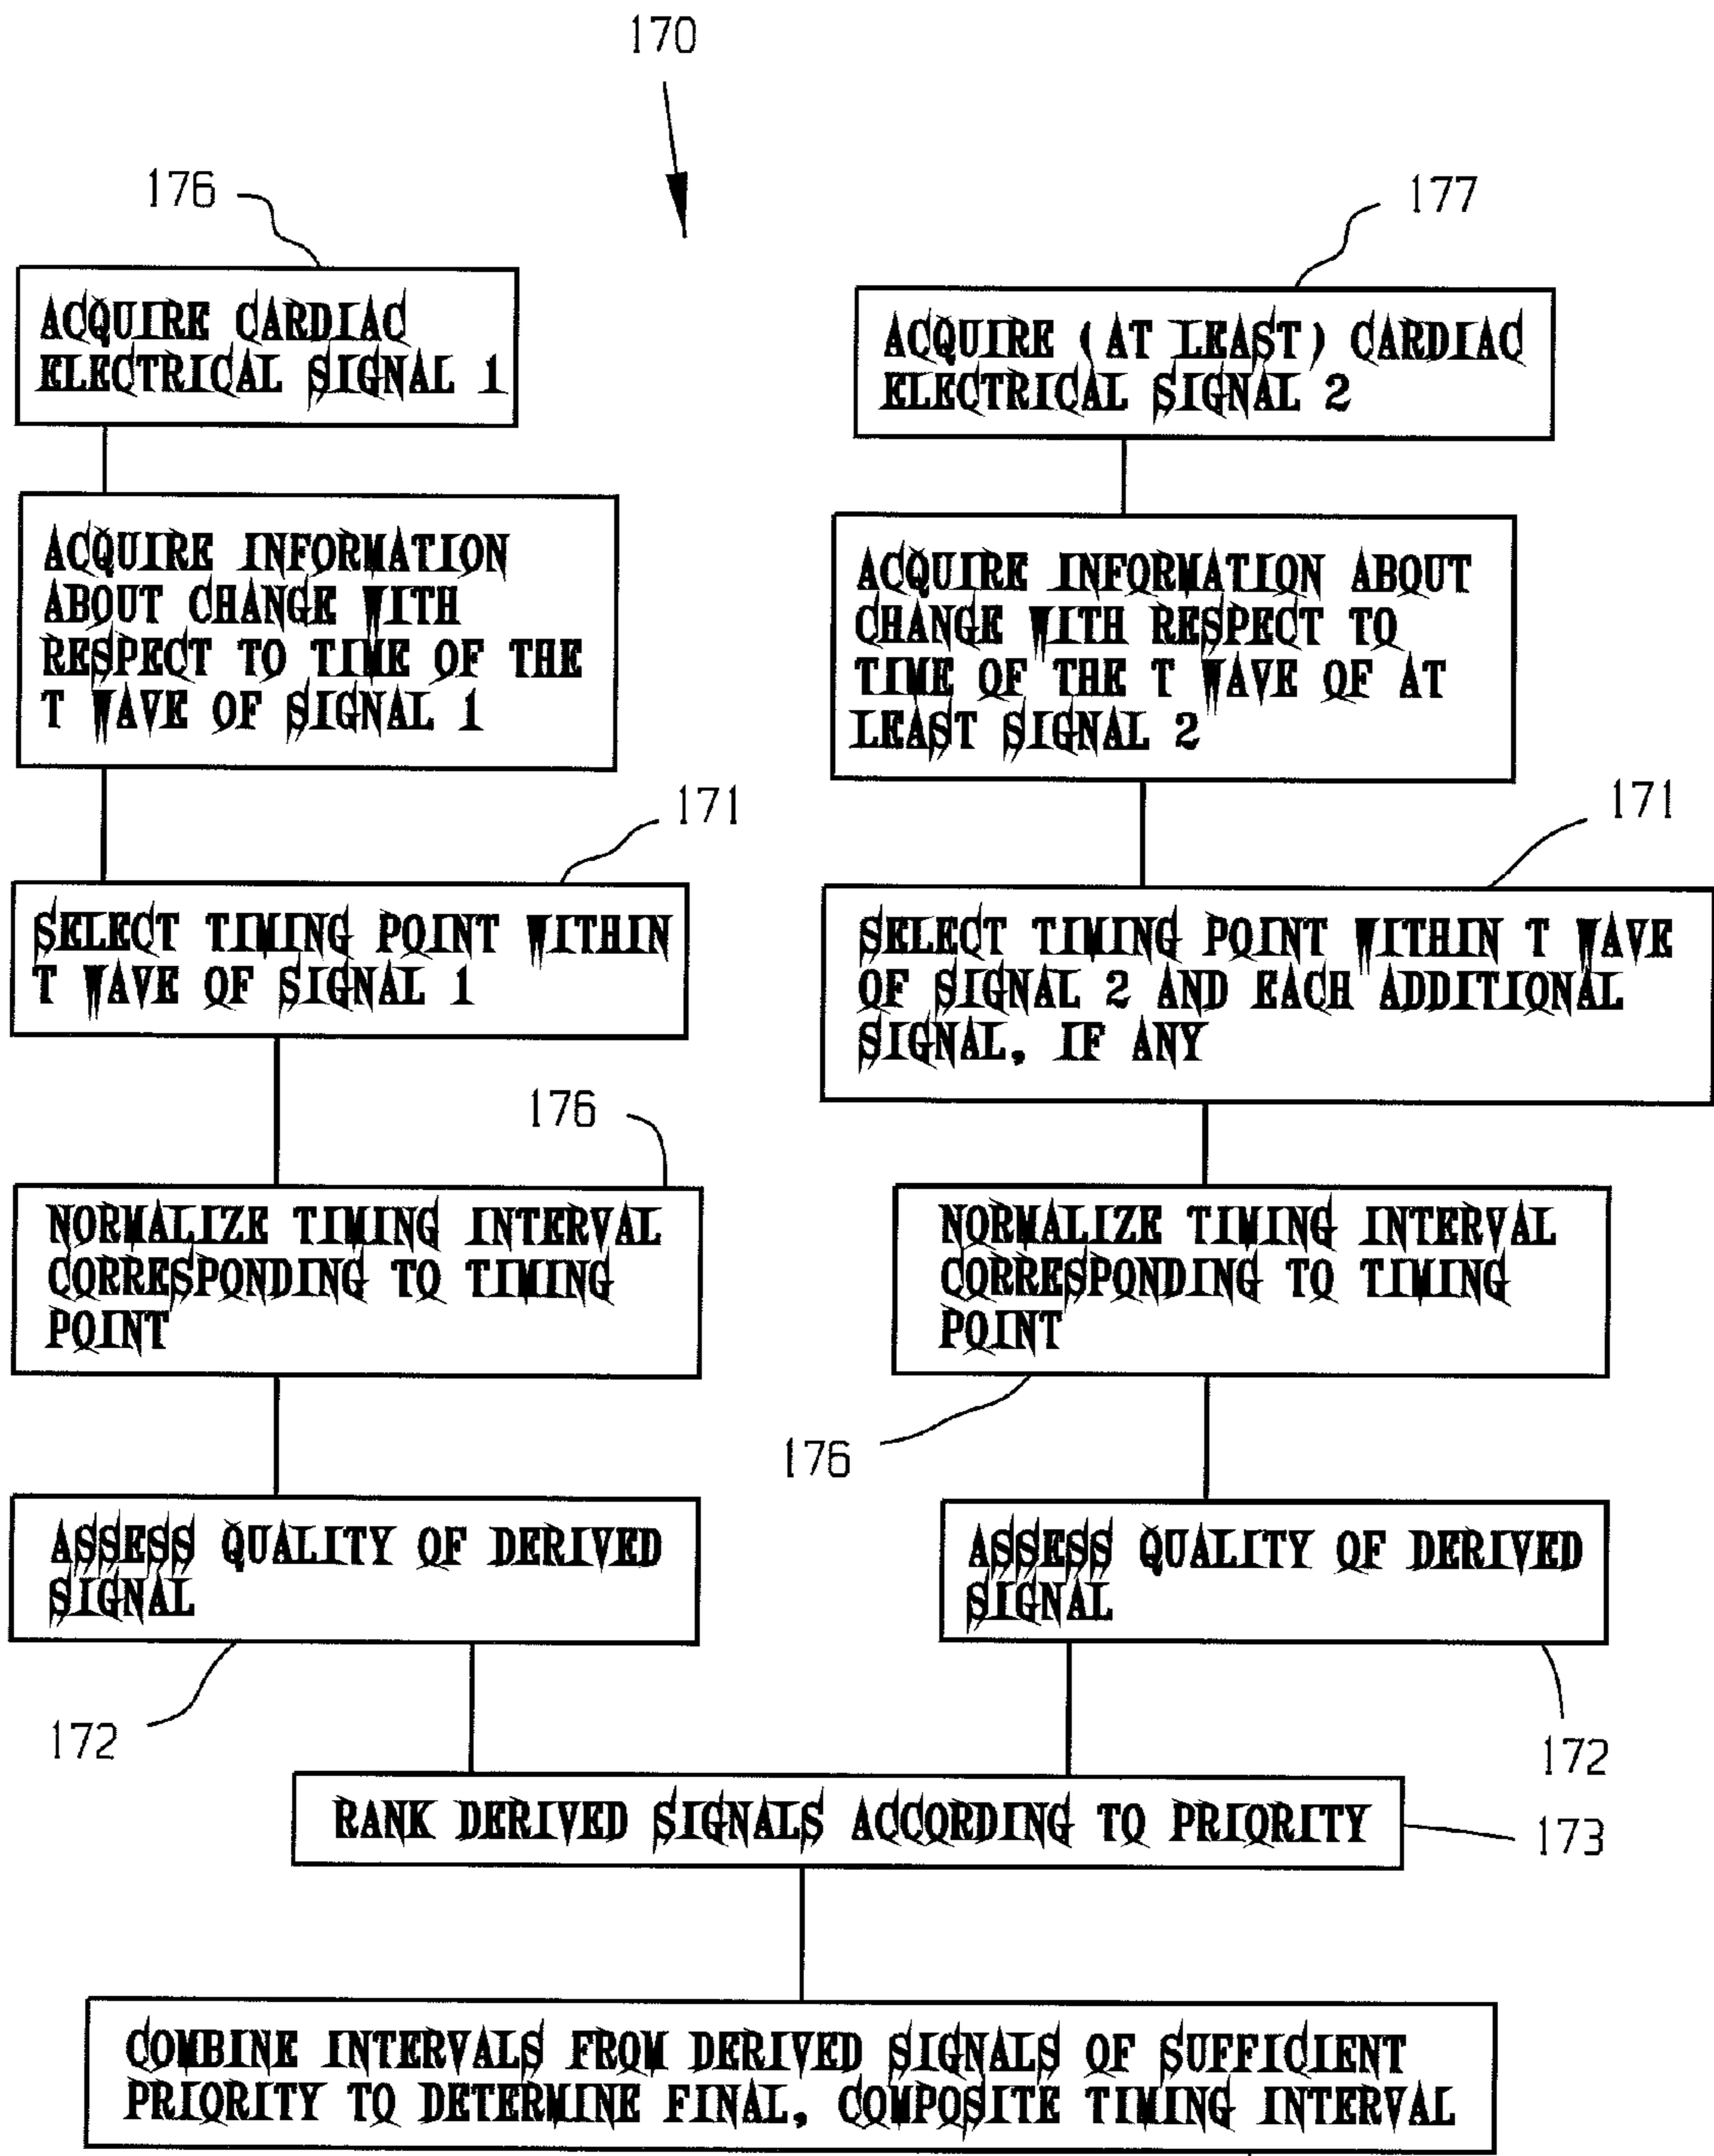 170
176
177
ACQUIRE CARDIAC
ELECTRICAL SIGNAL 1
ACQUIRE (AT LEAST) CARDIAC
ELECTRICAL SIGNAL 2
ACQUIRE INFORMATION
ABOUT CHANGE WITH
RESPECT TO TIME OF THE
T WAVE OF SIGNAL 1
ACQUIRE INFORMATION ABOUT
CHANGE WITH RESPECT TO
TIME OF THE T WAVE OF AT
LEAST SIGNAL 2
171
171
SELECT TIMING POINT WITHIN
T WAVE OF SIGNAL 1
SELECT TIMING POINT WITHIN T WAVE
OF SIGNAL 2 AND EACH ADDITIONAL
SIGNAL, IF ANY
176
NORMALIZE TIMING INTERVAL
CORRESPONDING TO TIMING
POINT
NORMALIZE TIMING INTERVAL
CORRESPONDING TO TIMING
POINT
176
ASSESS QUALITY OF DERIVED
SIGNAL
ASSESS QUALITY OF DERIVED
SIGNAL
172
172
RANK DERIVED SIGNALS ACCORDING TO PRIORITY
173
COMBINE INTERVALS FROM DERIVED SIGNALS OF SUFFICIENT
PRIORITY TO DETERMINE FINAL, COMPOSITE TIMING INTERVAL